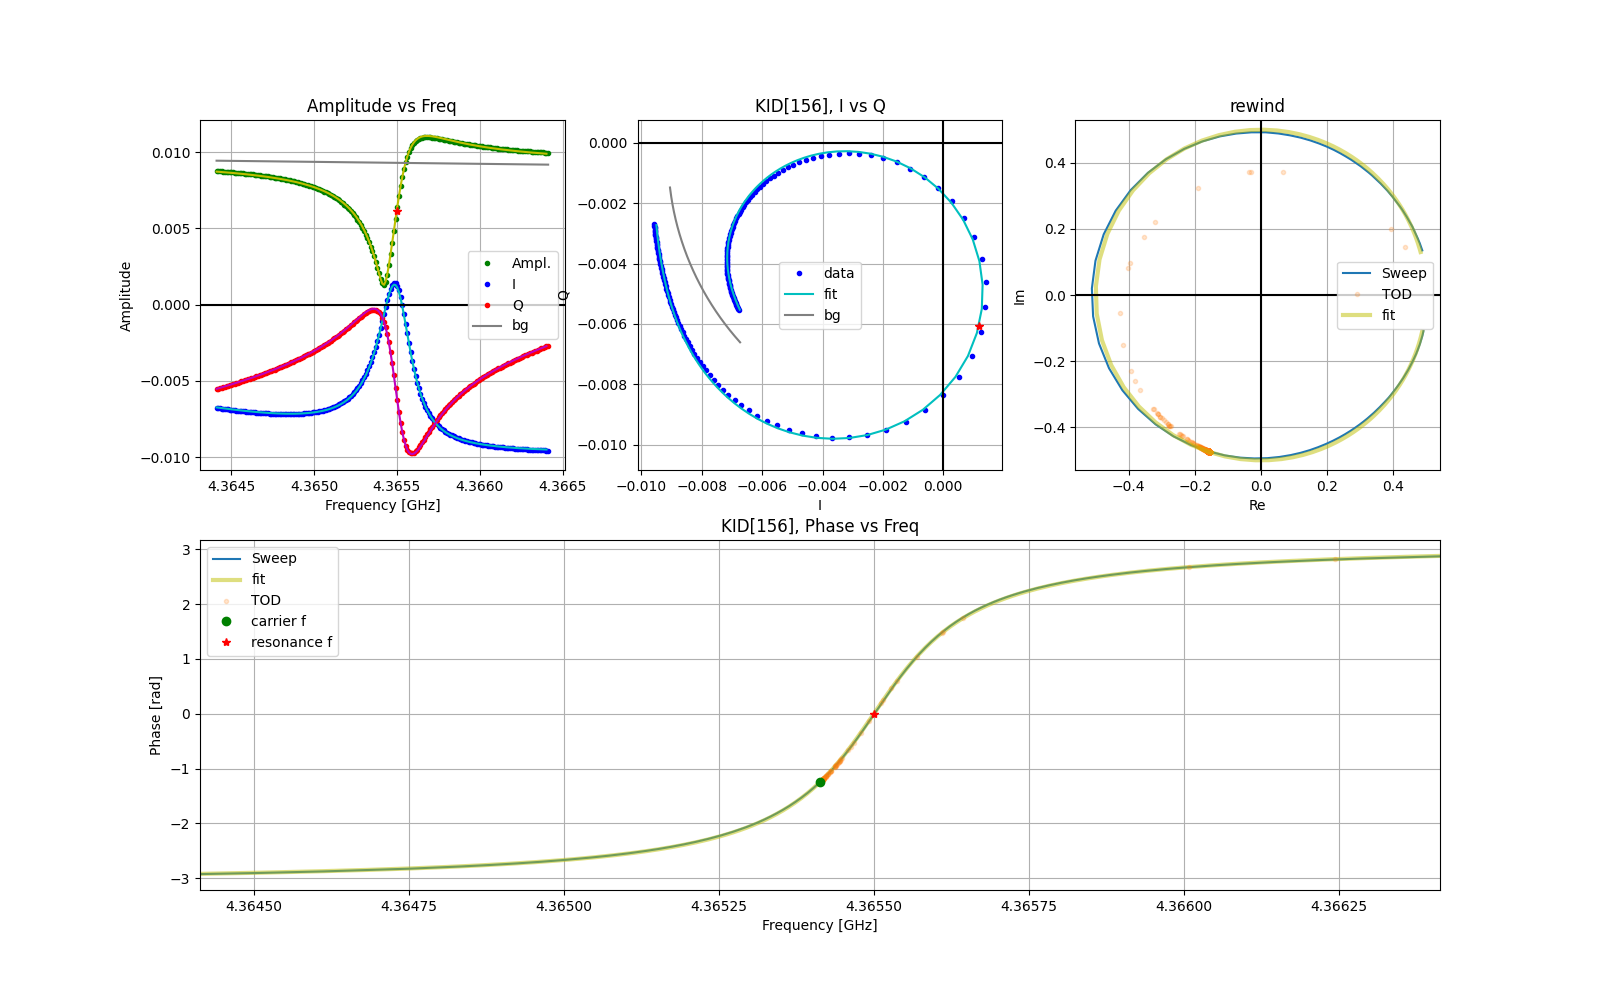 Amplitude vs Freq
KID[156], I vs Q
rewind
0.010
0.005
0.000
−0.005
−0.010
Amplitude
Ampl.
I
Q
bg
4.3645
4.3650
4.3655
4.3660
4.3665
Frequency [GHz]
0.000
−0.002
−0.004
−0.006
−0.008
−0.010
Q
data
fit
bg
−0.010
−0.008
−0.006
−0.004
−0.002
0.000
I
0.4
0.2
0.0
−0.2
−0.4
Im
Sweep
TOD
fit
−0.4
−0.2
0.0
0.2
0.4
Re
KID[156], Phase vs Freq
3
2
1
0
−1
−2
−3
Phase [rad]
Sweep
fit
TOD
carrier f
resonance f
4.36450
4.36475
4.36500
4.36525
4.36550
4.36575
4.36600
4.36625
Frequency [GHz]